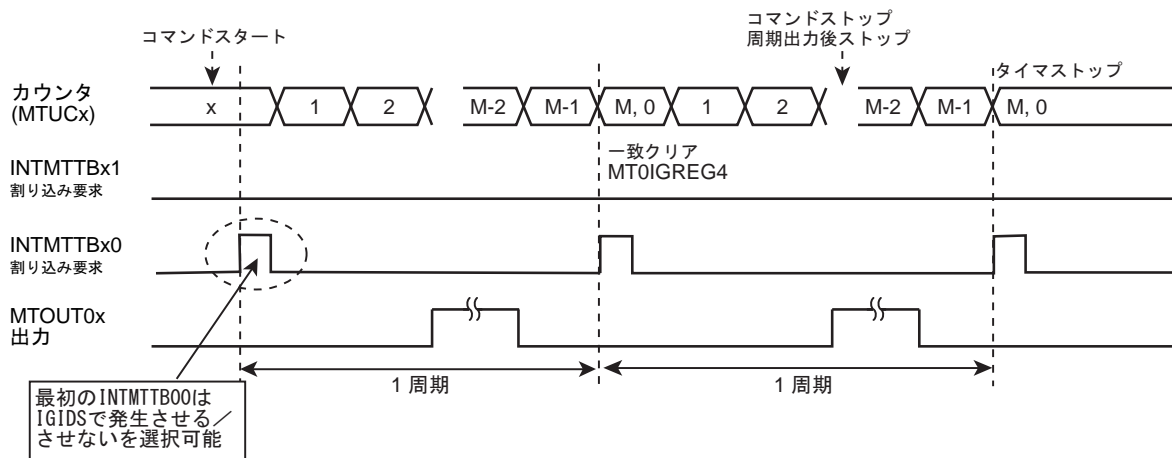 コマンドスタート
コマンドストップ
周期出力後ストップ
タイマストップ
カウンタ
(MTUCx)
x 1 2 M-2 M-1 M, 0 1 2 M-2 M-1 M, 0
一致クリア
MT0IGREG4
INTMTTBx1
割り込み要求
INTMTTBx0
割り込み要求
MTOUT0x
出力
1 周期 1 周期
最初のINTMTTB00は
IGIDSで発生させる/
させないを選択可能